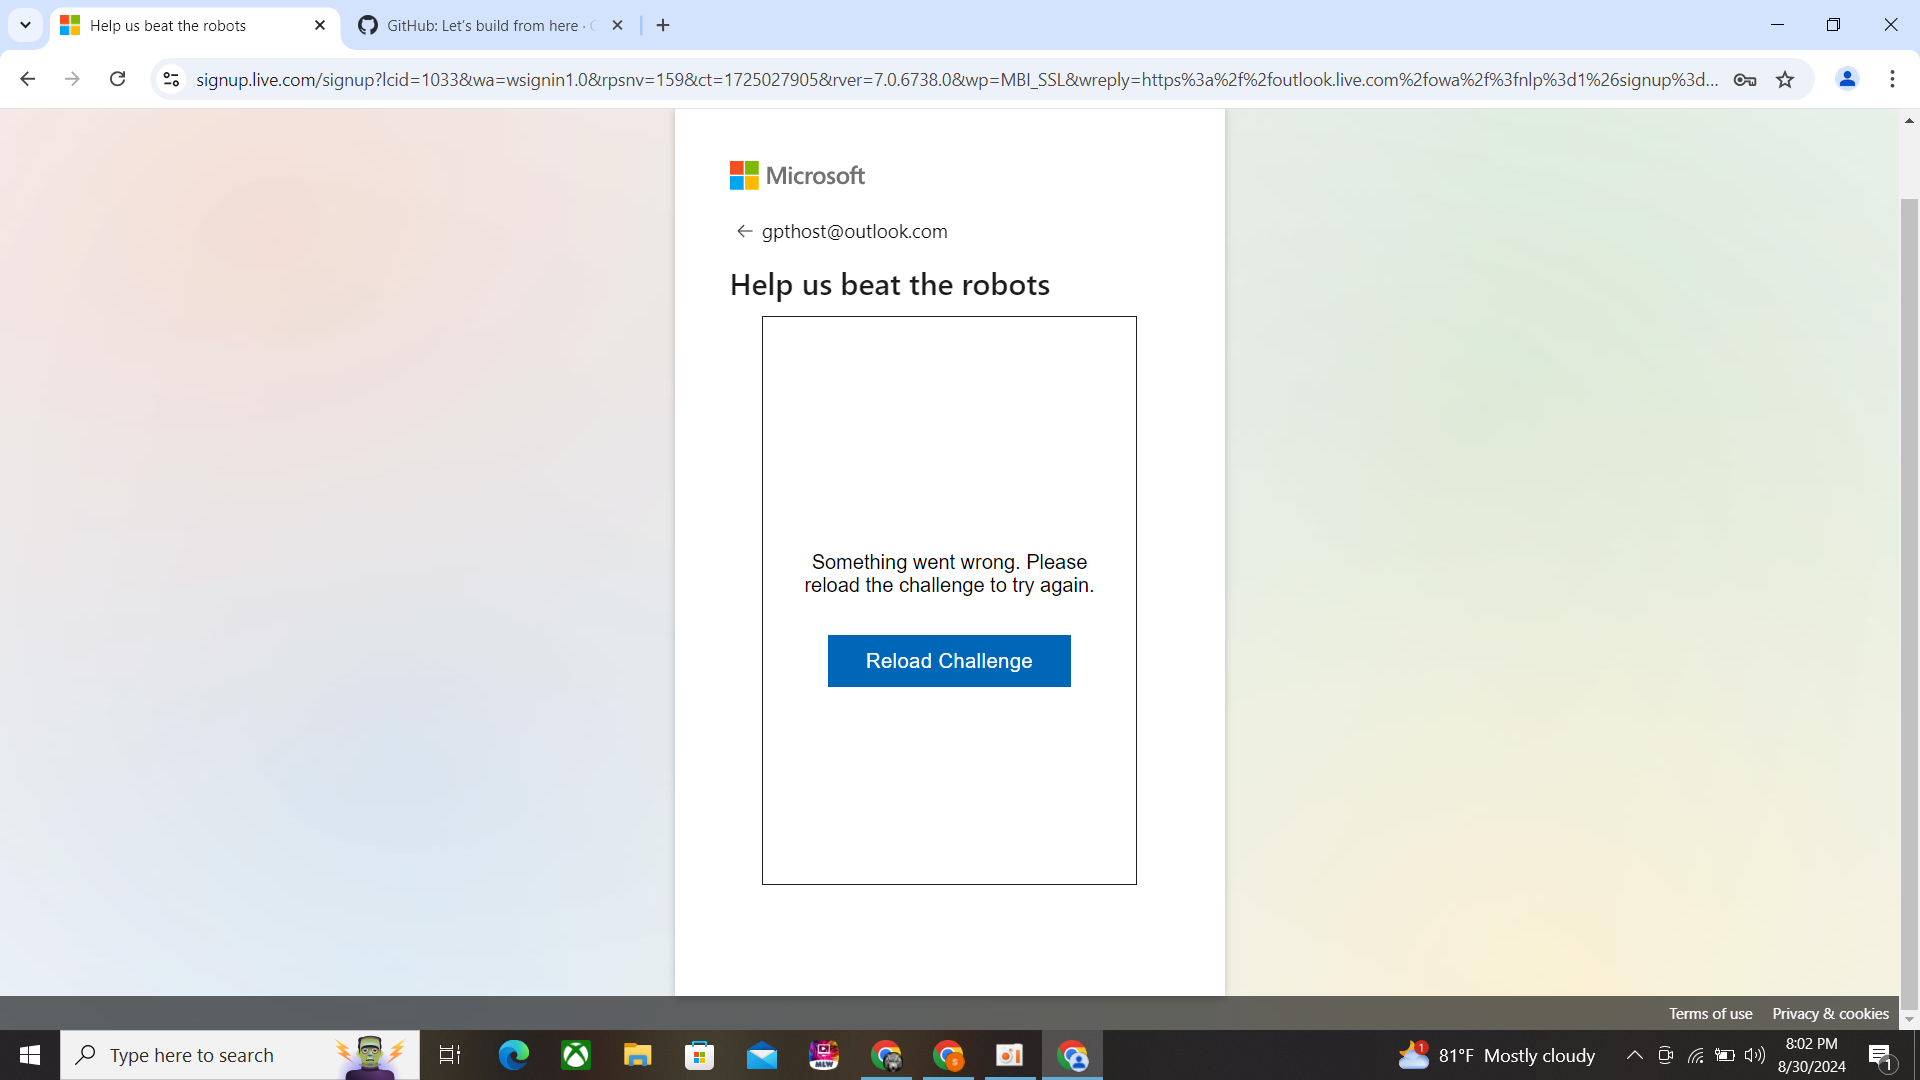 Help us beat the robots
GitHub: Let's build from here ·
signup.live.com/signup?lcid=1033&wa=wsignin1.0&rpsnv=159&ct=1725027905&rver=7.0.6738.0&wp=MBI_SSL&wreply=https%3a%2f%2foutlook.live.com%2fowa%2f%3fnlp%3d1%26signup%3d...
Microsoft
gpthost@outlook.com
Help us beat the robots
Something went wrong. Please
reload the challenge to try again.
Reload Challenge
Terms of use Privacy & cookies
Type here to search
MLW
S
1
81°F Mostly cloudy
8:02 PM
8/30/2024
1